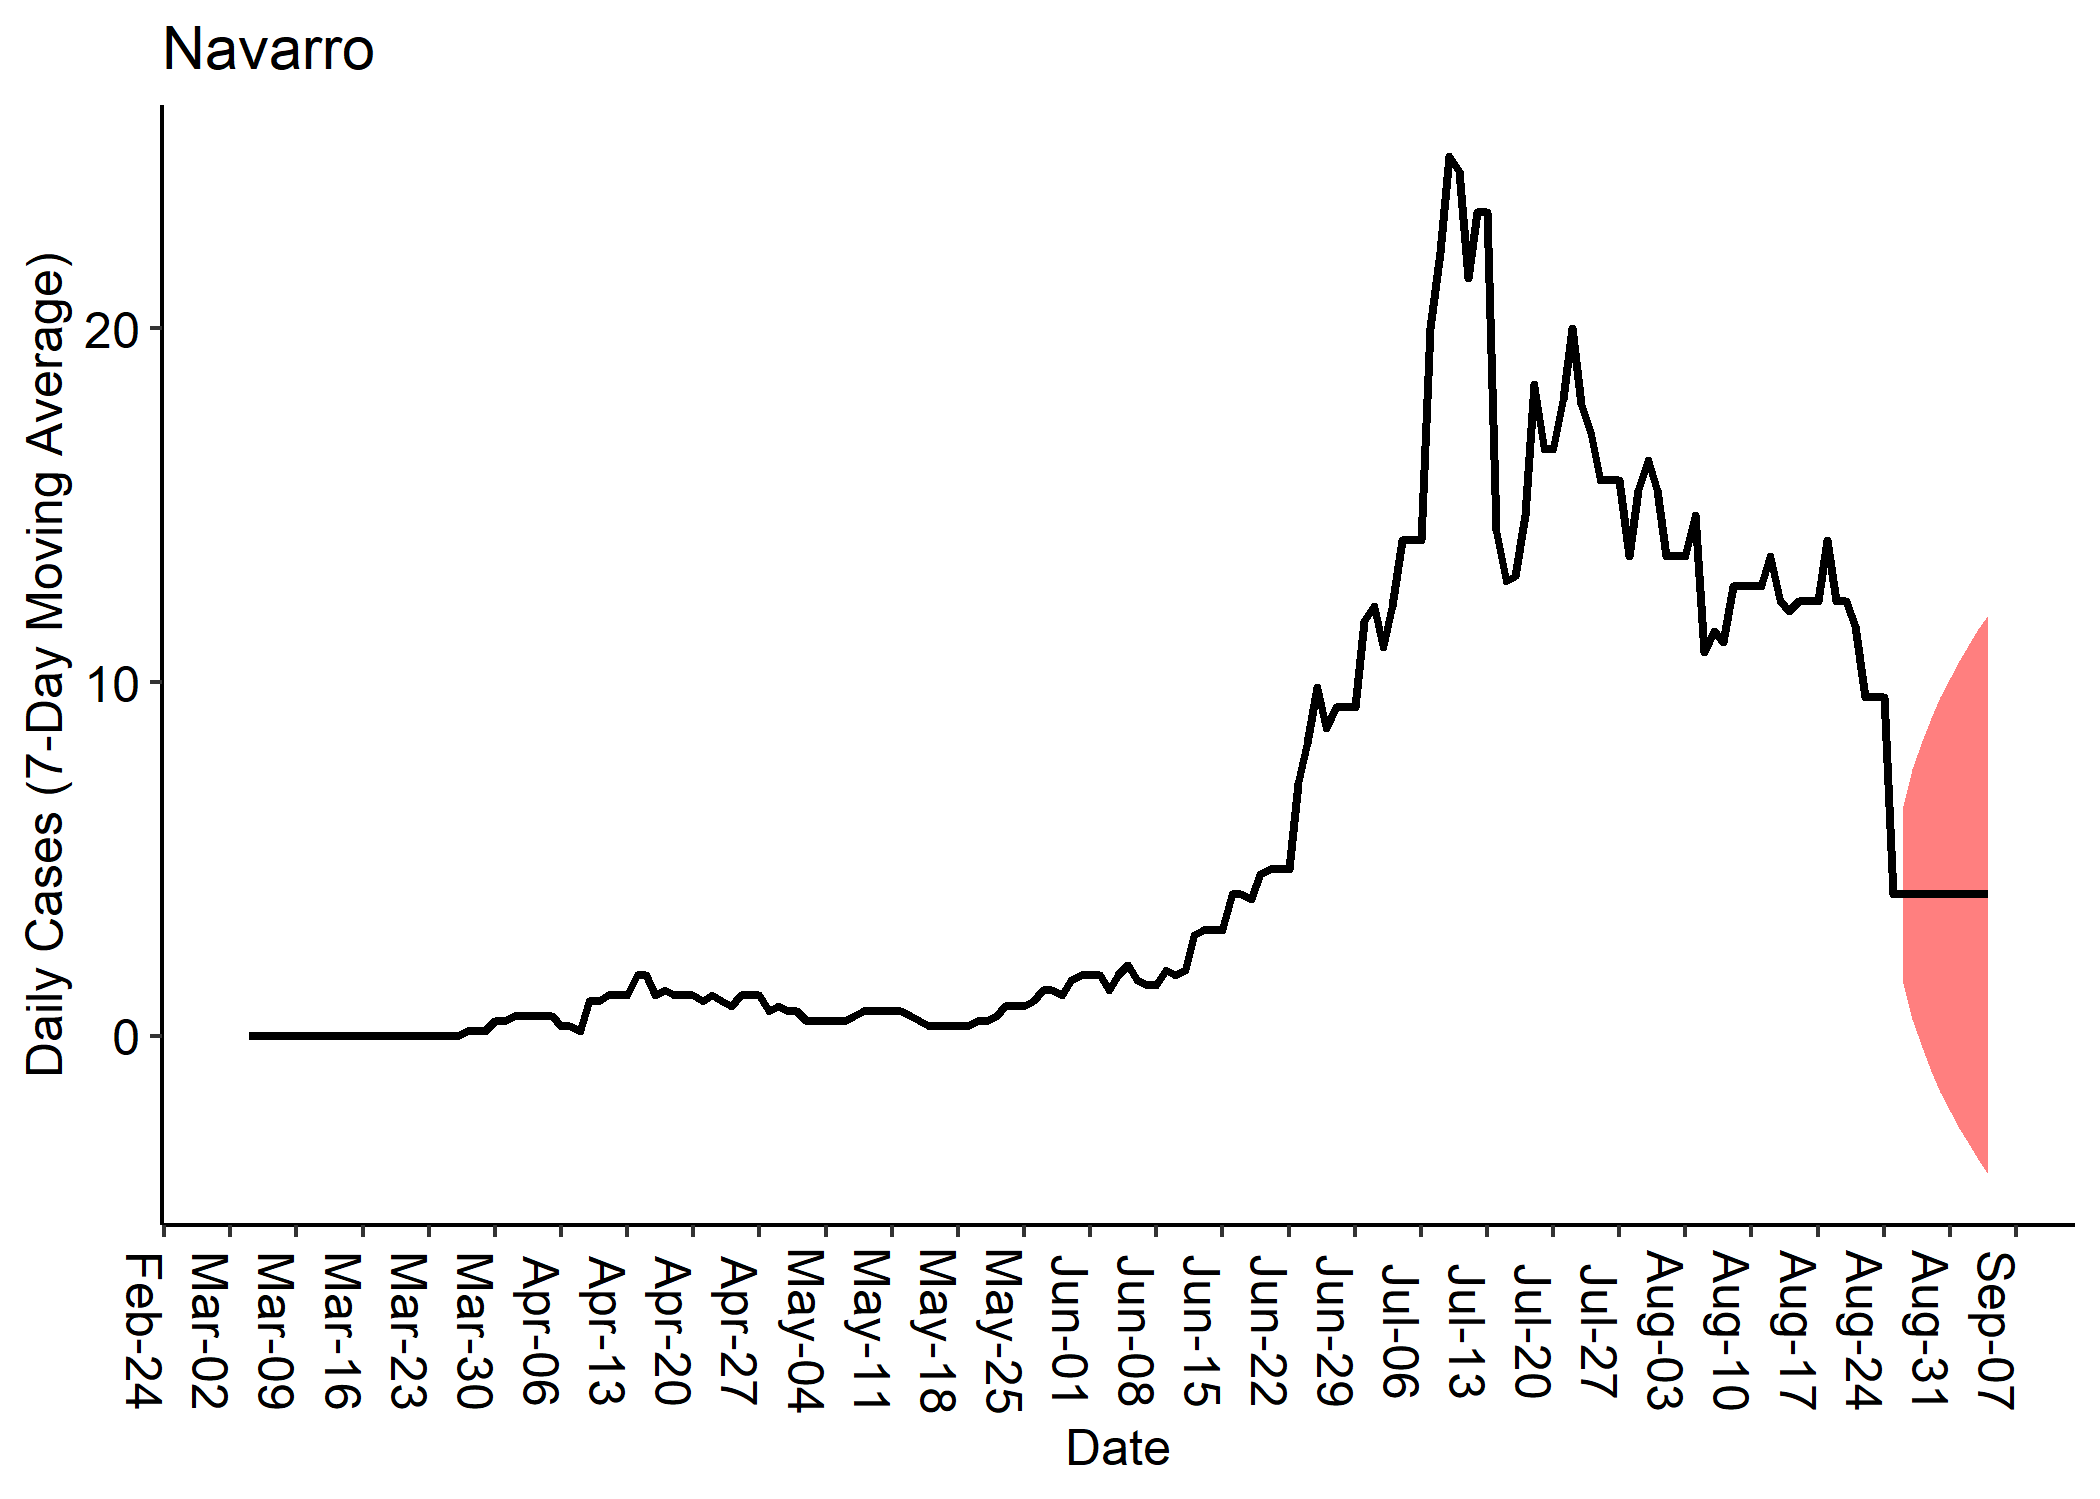 Navarro
Daily Cases (7-Day Moving Average)
20
10
0
Feb-24
Mar-02
Mar-09
Mar-16
Mar-23
Mar-30
Apr-06
Apr-13
Apr-20
Apr-27
May-04
May-11
May-18
May-25
Jun-01
Jun-08
Jun-15
Jun-22
Jun-29
Jul-06
Jul-13
Jul-20
Jul-27
Aug-03
Aug-10
Aug-17
Aug-24
Aug-31
Sep-07
Date